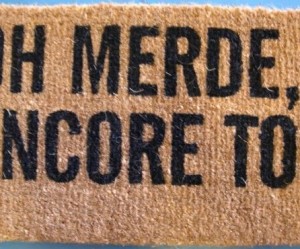 OH MERDE,
NCORE TO